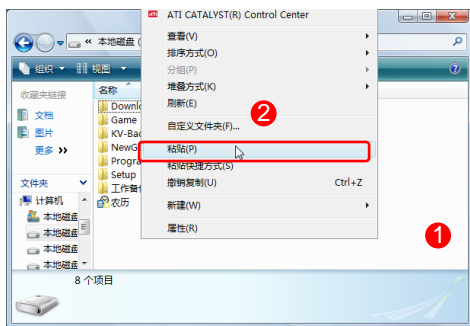 ATI CATALYST(R) Control Center
« 本地磁盘 (
查看(V)
排序方式(O)
分组(P)
堆叠方式(K)
刷新(E)
自定义文件夹(F)...
粘贴(P)
粘贴快捷方式(S)
撤销复制(U) Ctrl+Z
新建(W)
属性(R)
组织 视图
收藏夹链接
文档
图片
更多 »
文件夹
计算机
本地磁盘
本地磁盘
本地磁盘
本地磁盘
名称
Downlo
Game
KV-Bac
NewG
Progra
Setup
工作备份
农历
8 个项目
1
2